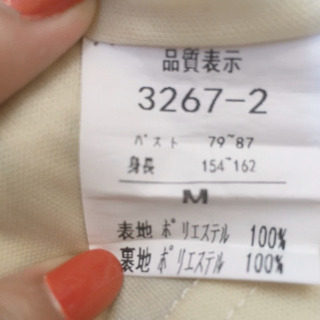 品質表示
3267-2
バスト 79~87
身長 154~162
M
表地 ポリエステル 100%
裏地 ポリエステル 100%